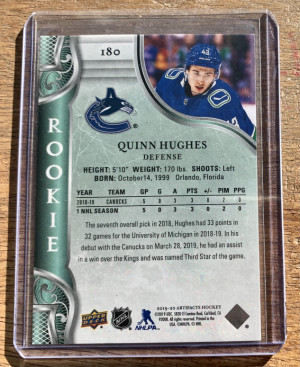 180
43
ROOKIE
QUINN HUGHES
DEFENSE
HEIGHT: 5'10" WEIGHT: 170 lbs. SHOOTS: Left
BORN: October 14, 1999 Orlando, Florida
YEAR TEAM GP G A PTS +/- PIM PPG
2018-19 CANUCKS 5 0 3 3 0 2 0
1 NHL SEASON 5 0 3 3 0 2 0
The seventh overall pick in 2018, Hughes had 33 points in
32 games for the University of Michigan in 2018-19. In his
debut with the Canucks on March 28, 2019, he had an assist
in a win over the Kings and was named Third Star of the game.
2019-20 ARTIFACTS HOCKEY
UPPER DECK
NHL
NHLPA